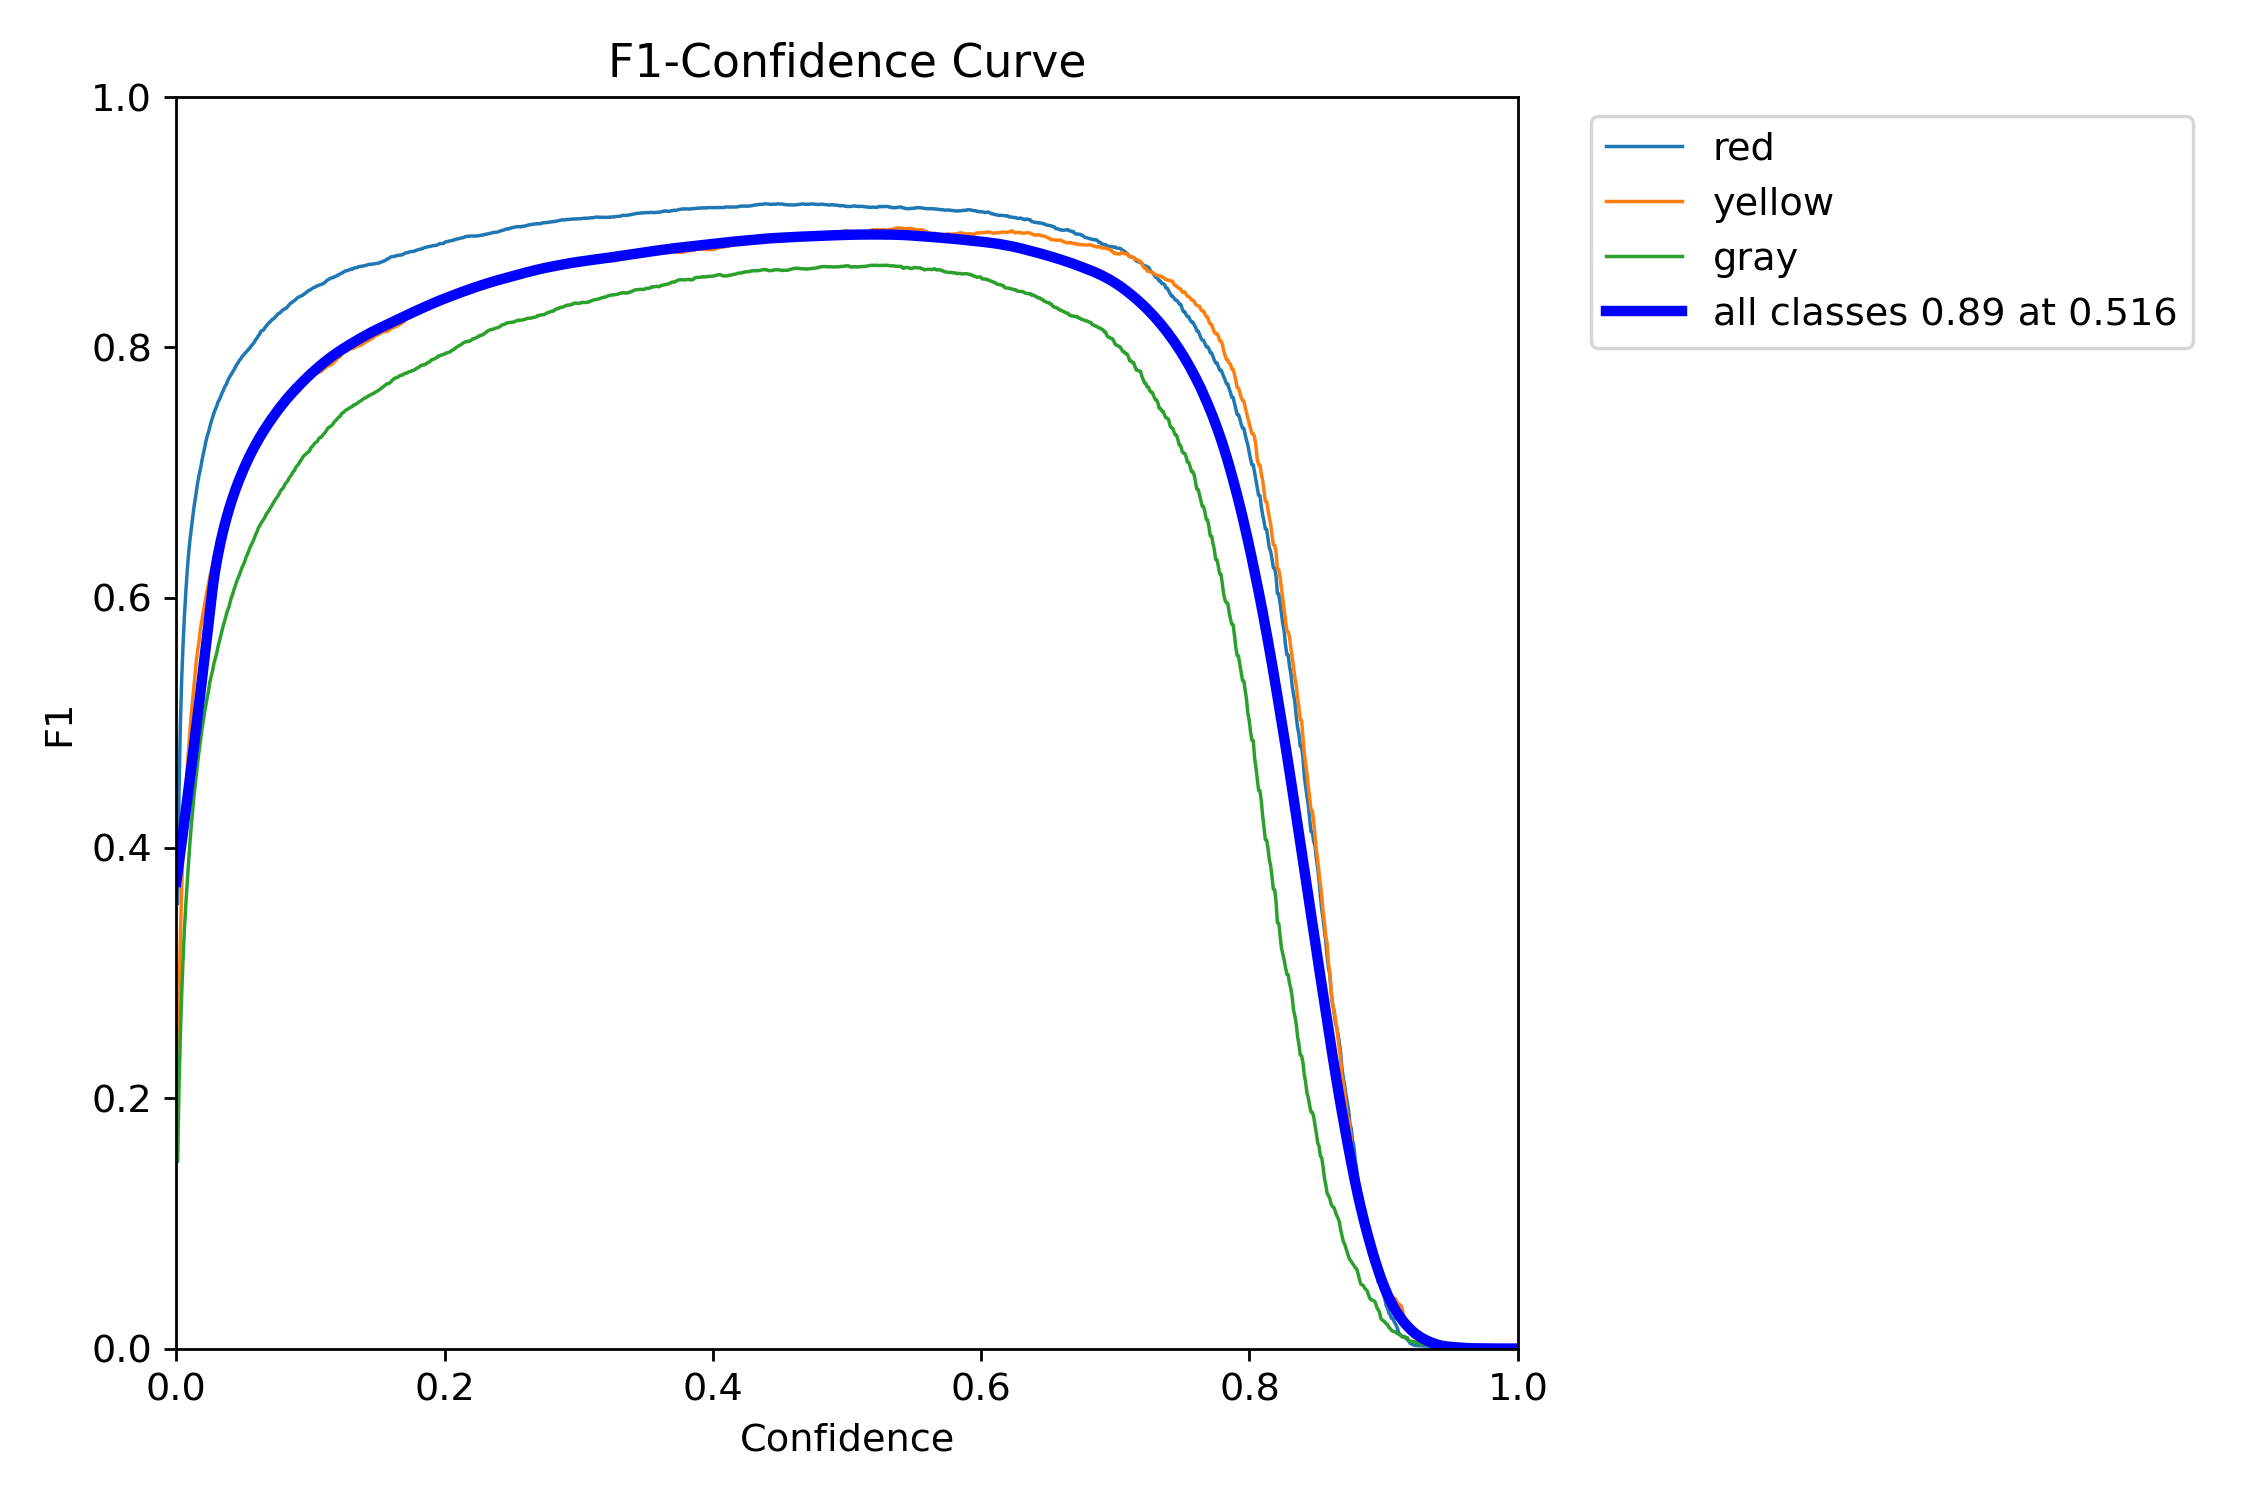 F1-Confidence Curve
1.0
0.8
0.6
0.4
0.2
0.0
F1
0.0 0.2 0.4 0.6 0.8 1.0
Confidence
red
yellow
gray
all classes 0.89 at 0.516